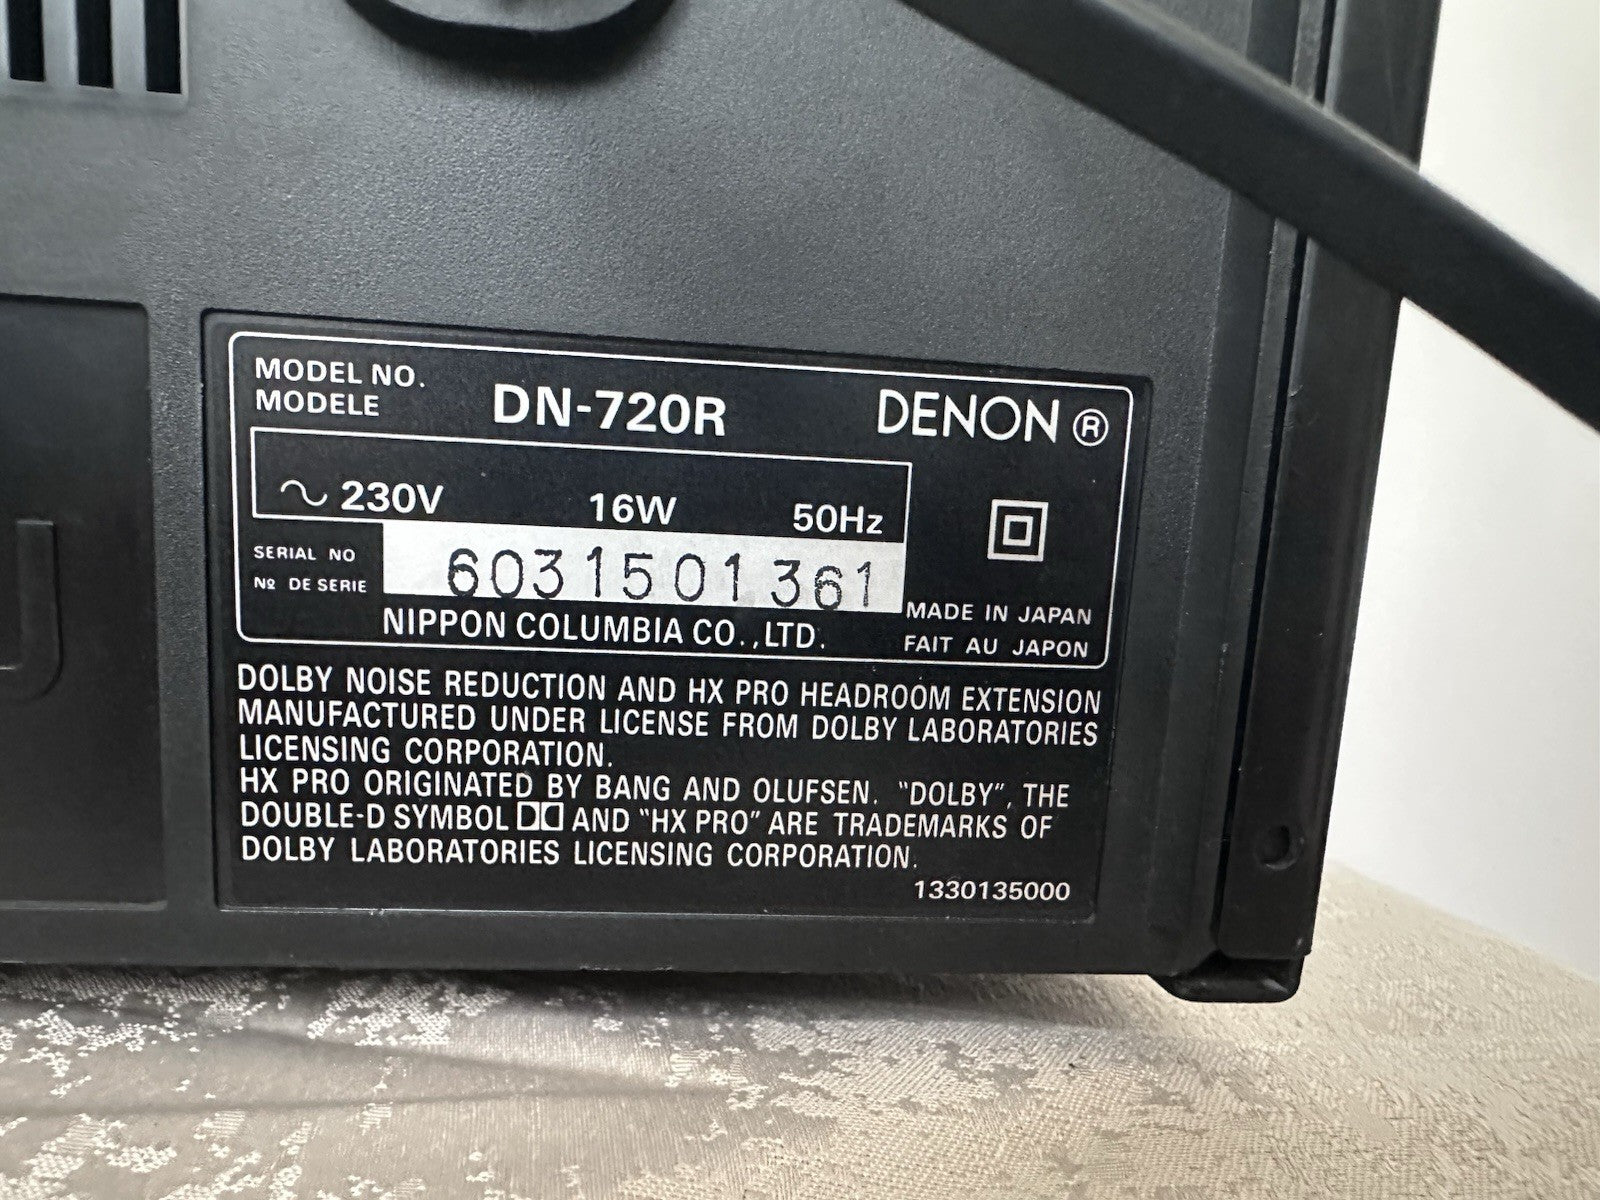 MODEL NO.
MODELE
DN-720R
DENON ®
230V 16W 50Hz
SERIAL NO
Nº DE SERIE
6031501361
NIPPON COLUMBIA CO.,LTD.
MADE IN JAPAN
FAIT AU JAPON
DOLBY NOISE REDUCTION AND HX PRO HEADROOM EXTENSION
MANUFACTURED UNDER LICENSE FROM DOLBY LABORATORIES
LICENSING CORPORATION.
HX PRO ORIGINATED BY BANG AND OLUFSEN. "DOLBY", THE
DOUBLE-D SYMBOL AND "HX PRO" ARE TRADEMARKS OF
DOLBY LABORATORIES LICENSING CORPORATION.
1330135000